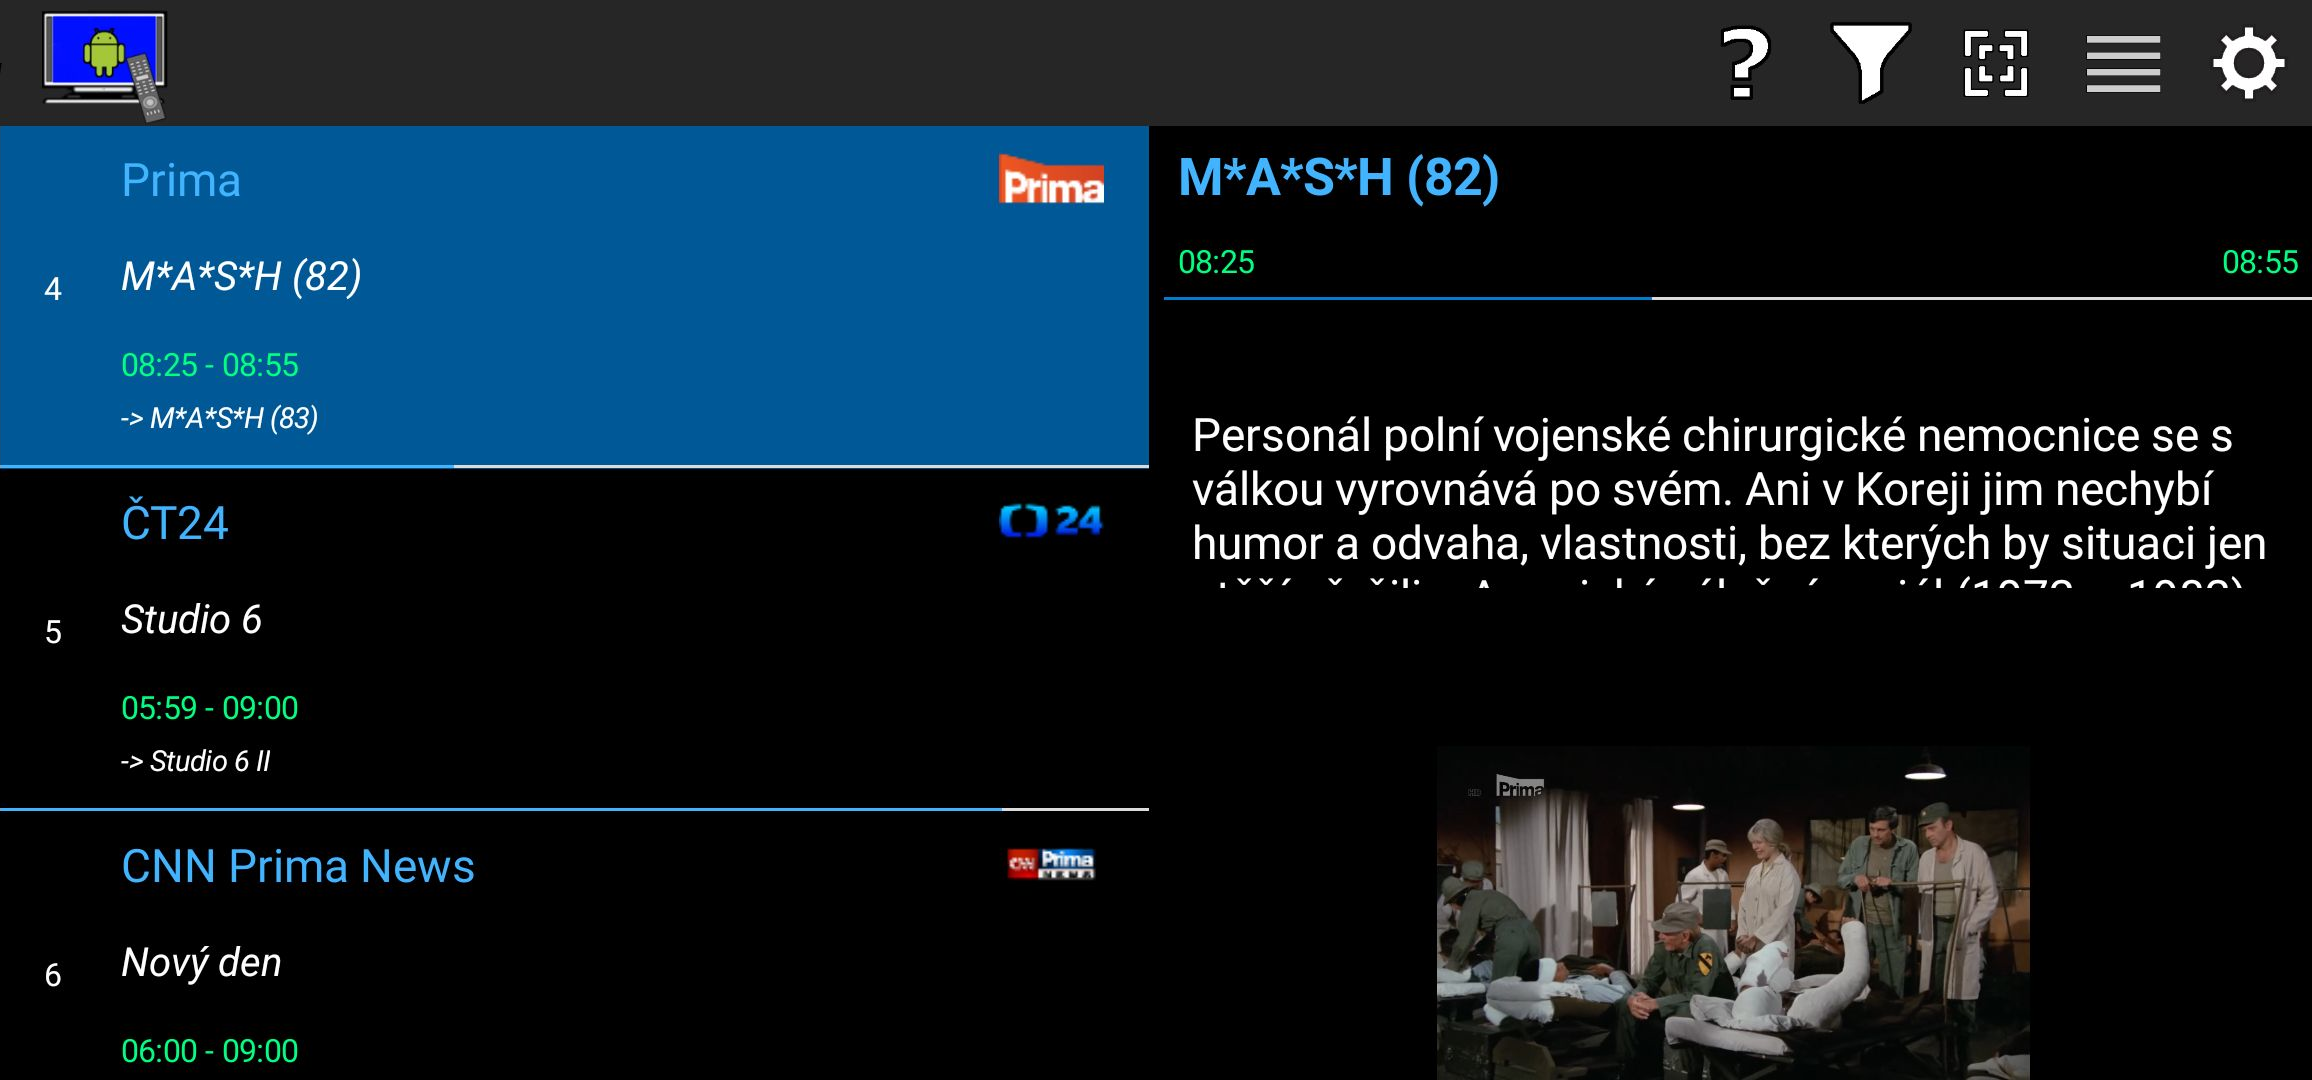 Prima
Prima
4
M*A*S*H (82)
08:25 - 08:55
-> M*A*S*H (83)
ČT24
24
5
Studio 6
05:59 - 09:00
-> Studio 6 II
CNN Prima News
CNN Prima
NEWS
6
Nový den
06:00 - 09:00
M*A*S*H (82)
08:25
08:55
Personál polní vojenské chirurgické nemocnice se s
válkou vyrovnává po svém. Ani v Koreji jim nechybí
humor a odvaha, vlastnosti, bez kterých by situaci jen
HD Prima